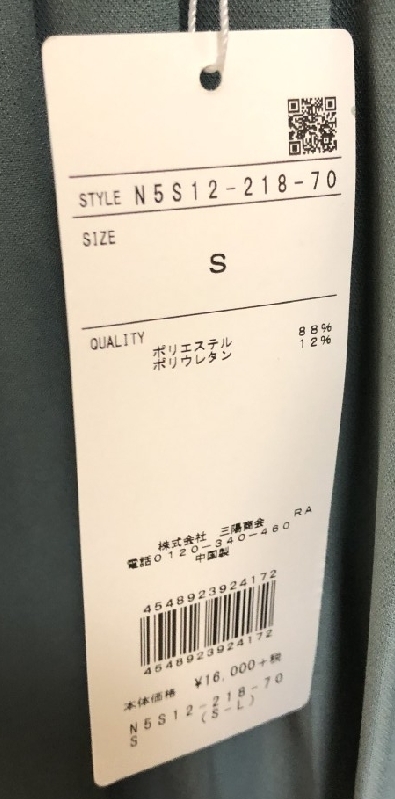 STYLE N5S12-218-70
SIZE
S
QUALITY
ポリエステル 88%
ポリウレタン 12%
RA
株式会社 三陽商会
電話0120-340-460
中国製
4548923924172
4548923924172
本体価格 ¥16,000+税
N5S12-218-70
S (S-L)